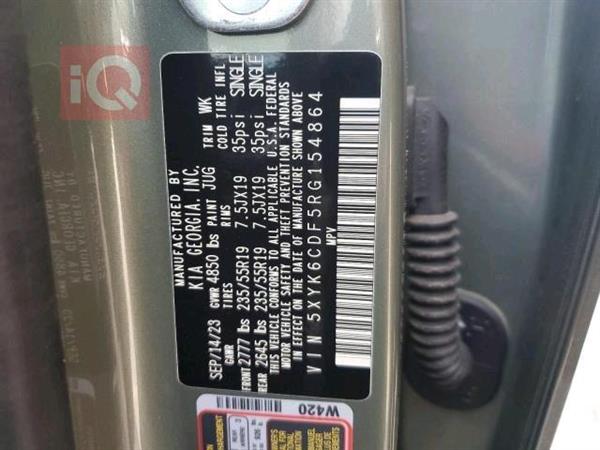 iQ
MANUFACTURED BY
KIA GEORGIA, INC.
SEP/14/23 GVWR 4850 lbs PAINT JUG TRIM WK
GAWR TIRES RIMS COLD TIRE INFL
FRONT 2777 lbs 235/55R19 7.5JX19 35psi SINGLE
REAR 2645 lbs 235/55R19 7.5JX19 35psi SINGLE
THIS VEHICLE CONFORMS TO ALL APPLICABLE U.S.A. FEDERAL
MOTOR VEHICLE SAFETY AND THEFT PREVENTION STANDARDS
IN EFFECT ON THE DATE OF MANUFACTURE SHOWN ABOVE
VIN 5XYK6CDF5RG154864
MPV
W420